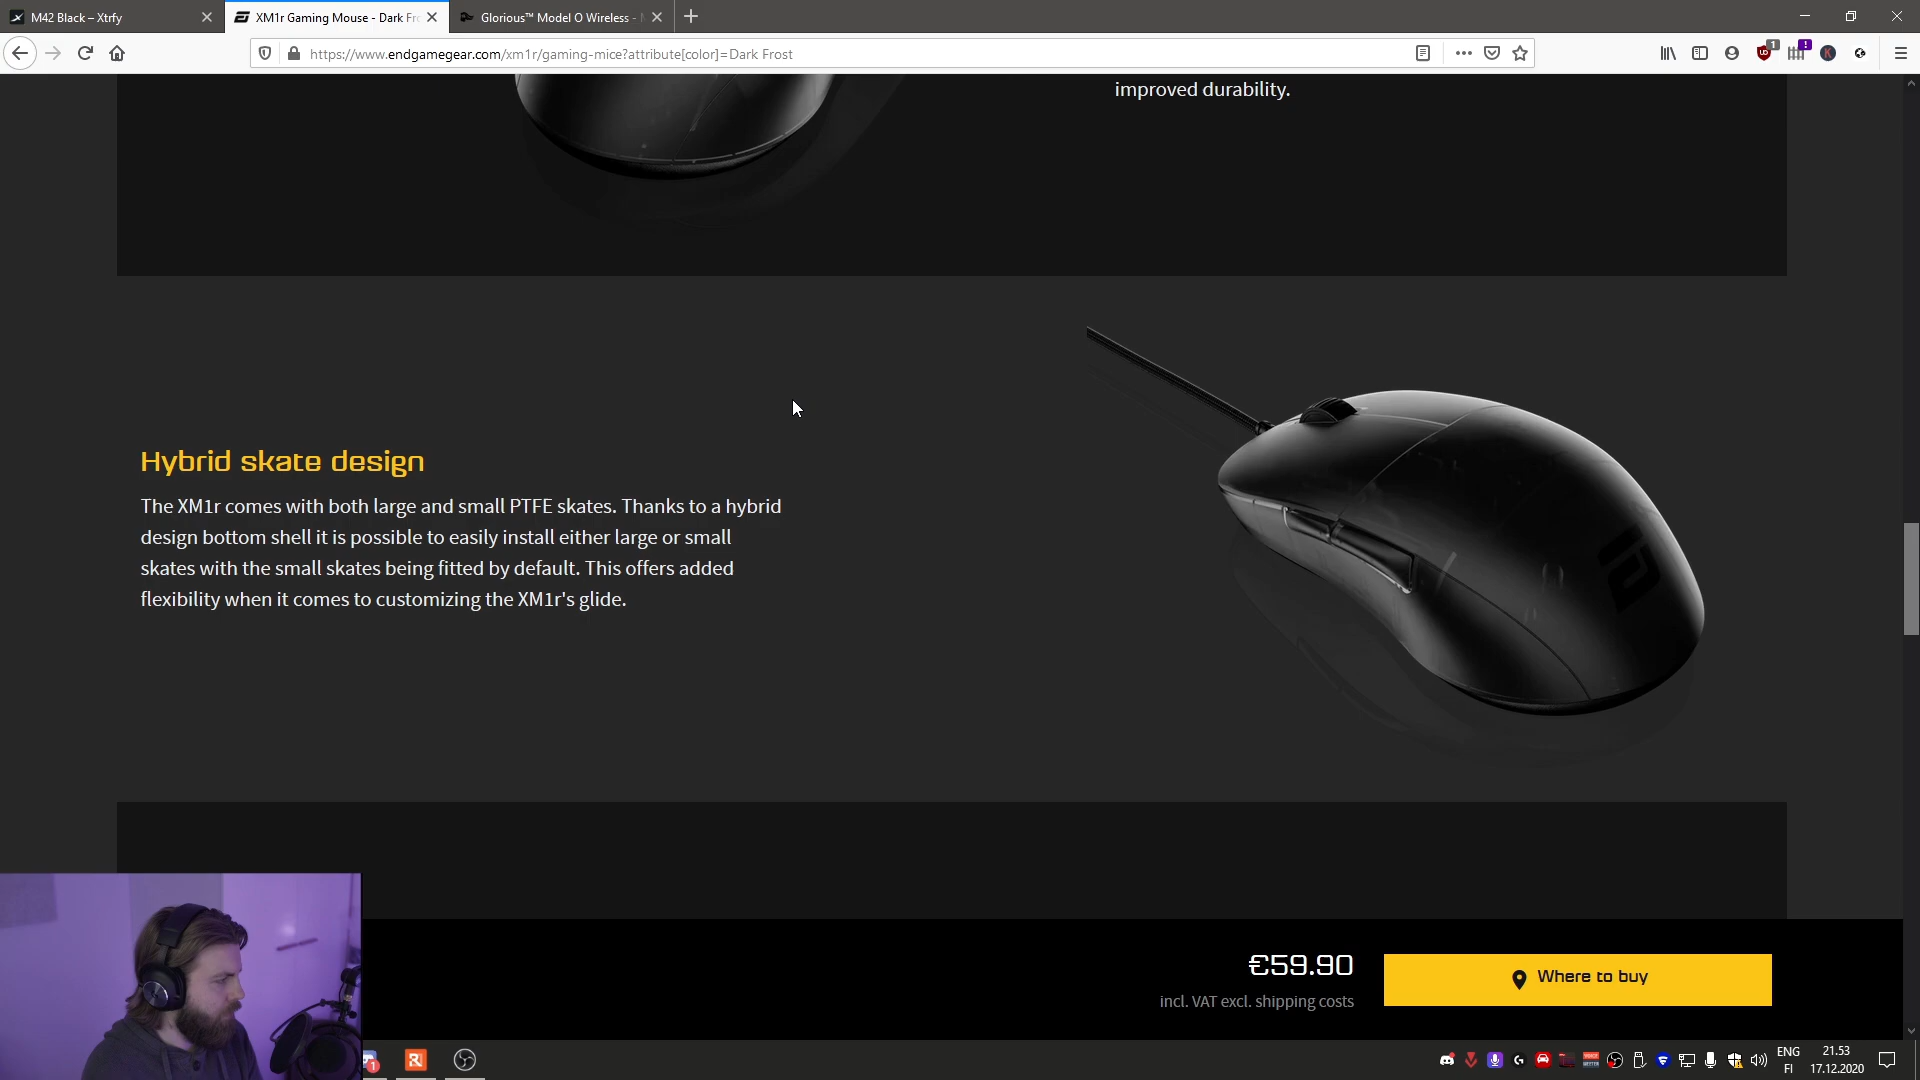 M42 Black – Xtrfy
XM1r Gaming Mouse - Dark Fr
Glorious™ Model O Wireless -
https://www.endgamegear.com/xm1r/gaming-mice?attribute[color]=Dark Frost
1
!
K
improved durability.
Hybrid skate design
The XM1r comes with both large and small PTFE skates. Thanks to a hybrid
design bottom shell it is possible to easily install either large or small
skates with the small skates being fitted by default. This offers added
flexibility when it comes to customizing the XM1r's glide.
€59.90
incl. VAT excl. shipping costs
Where to buy
1
ENG
FI
21.53
17.12.2020